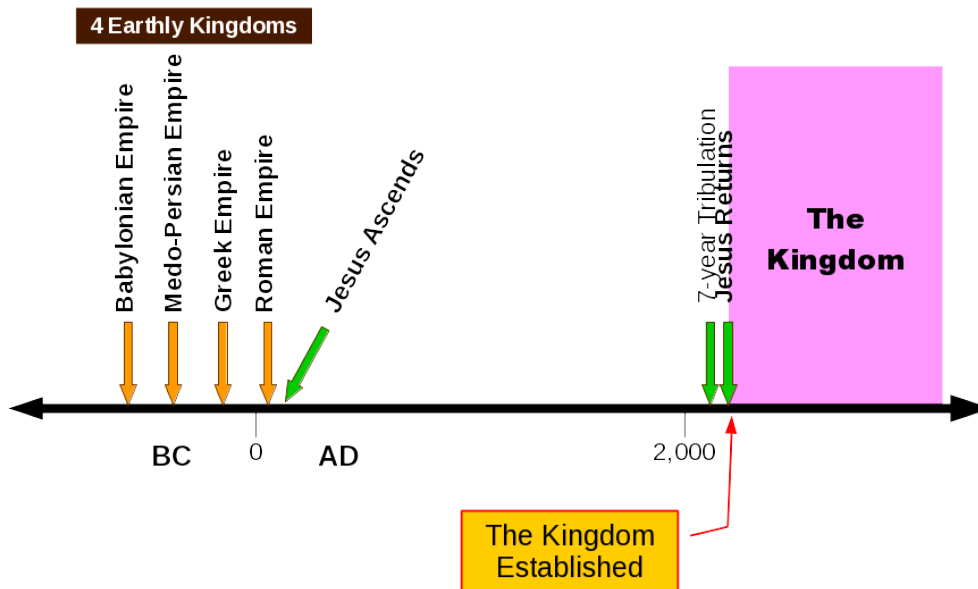 4 Earthly Kingdoms
Babylonian Empire
Medo-Persian Empire
Greek Empire
Roman Empire
Jesus Ascends
7-year Tribulation
Jesus Returns
The
Kingdom
BC
0
AD
2,000
The Kingdom
Established